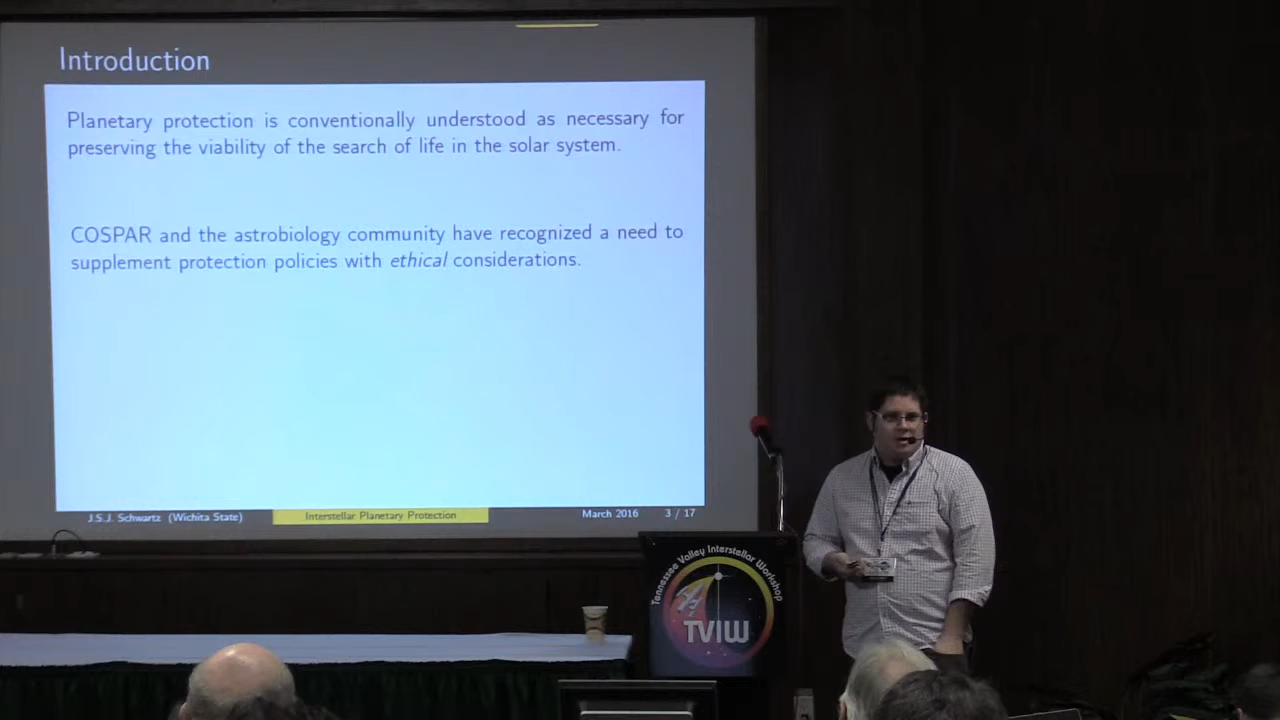 Introduction
Planetary protection is conventionally understood as necessary for
preserving the viability of the search of life in the solar system.
COSPAR and the astrobiology community have recognized a need to
supplement protection policies with ethical considerations.
J.S.J. Schwartz (Wichita State)
Interstellar Planetary Protection
March 2016
3 / 17
Tennessee Valley Interstellar Workshop
TVIW